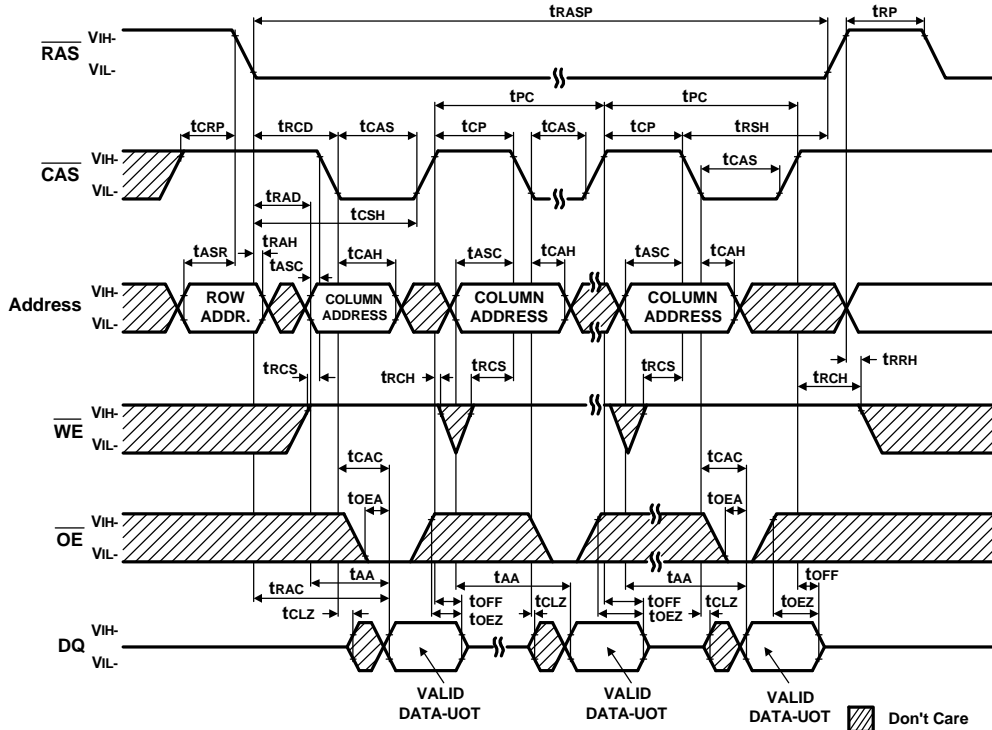 tRASP
tRP
RAS
VIH-
VIL-
tPC
tPC
tCRP
tRCD
tCAS
tCP
tCAS
tCP
tRSH
CAS
VIH-
VIL-
tCAS
tRAD
tCSH
tASR
tRAH
tASC
tCAH
tASC
tCAH
tASC
tCAH
Address
VIH-
VIL-
ROW
ADDR.
COLUMN
ADDRESS
COLUMN
ADDRESS
COLUMN
ADDRESS
tRCS
tRCH
tRCS
tRCS
tRCH
tRRH
WE
VIH-
VIL-
tCAC
tCAC
tOEA
tOEA
OE
VIH-
VIL-
tAA
tAA
tAA
tRAC
tOFF
tOFF
tOFF
tCLZ
tOEZ
tCLZ
tOEZ
tCLZ
tOEZ
DQ
VIH-
VIL-
VALID
DATA-UOT
VALID
DATA-UOT
VALID
DATA-UOT
Don't Care